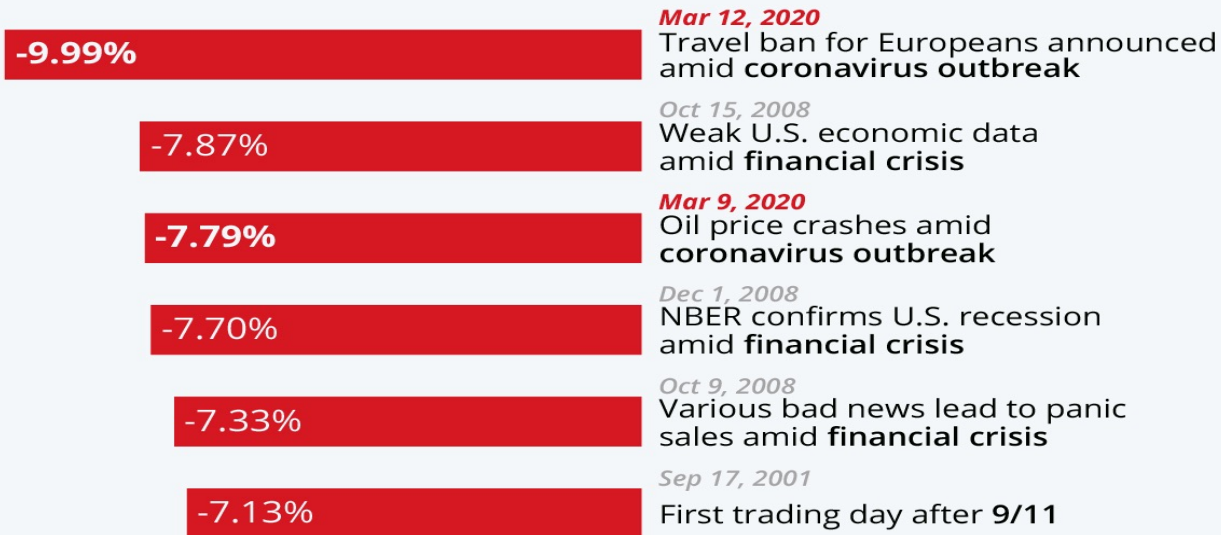 Mar 12, 2020
-9.99%
Travel ban for Europeans announced
amid coronavirus outbreak
Oct 15, 2008
-7.87%
Weak U.S. economic data
amid financial crisis
Mar 9, 2020
-7.79%
Oil price crashes amid
coronavirus outbreak
Dec 1, 2008
-7.70%
NBER confirms U.S. recession
amid financial crisis
Oct 9, 2008
-7.33%
Various bad news lead to panic
sales amid financial crisis
Sep 17, 2001
-7.13%
First trading day after 9/11